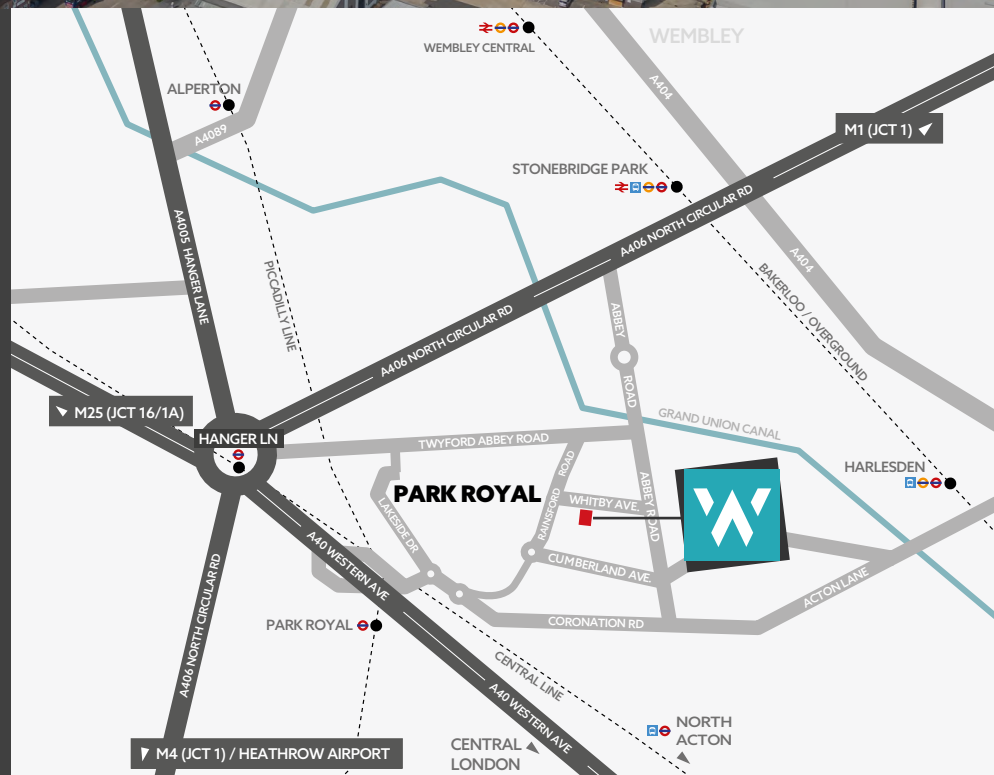 WEMBLEY CENTRAL
WEMBLEY
ALPERTON
A404
A4089
M1 (JCT 1)
STONEBRIDGE PARK
A406 NORTH CIRCULAR RD
A4005 HANGER LANE
A404
PICCADILLY LINE
BAKERLOO / OVERGROUND
ABBEY
ROAD
A406 NORTH CIRCULAR RD
M25 (JCT 16/1A)
GRAND UNION CANAL
HANGER LN
TWYFORD ABBEY ROAD
HARLESDEN
PARK ROYAL
RAINSFORD ROAD
WHITBY AVE.
ABBEY ROAD
W
LAKESIDE DR
A40 WESTERN AVE
CUMBERLAND AVE.
ACTON LANE
A406 NORTH CIRCULAR RD
PARK ROYAL
CORONATION RD
CENTRAL LINE
A40 WESTERN AVE
NORTH
ACTON
CENTRAL
LONDON
M4 (JCT 1) / HEATHROW AIRPORT